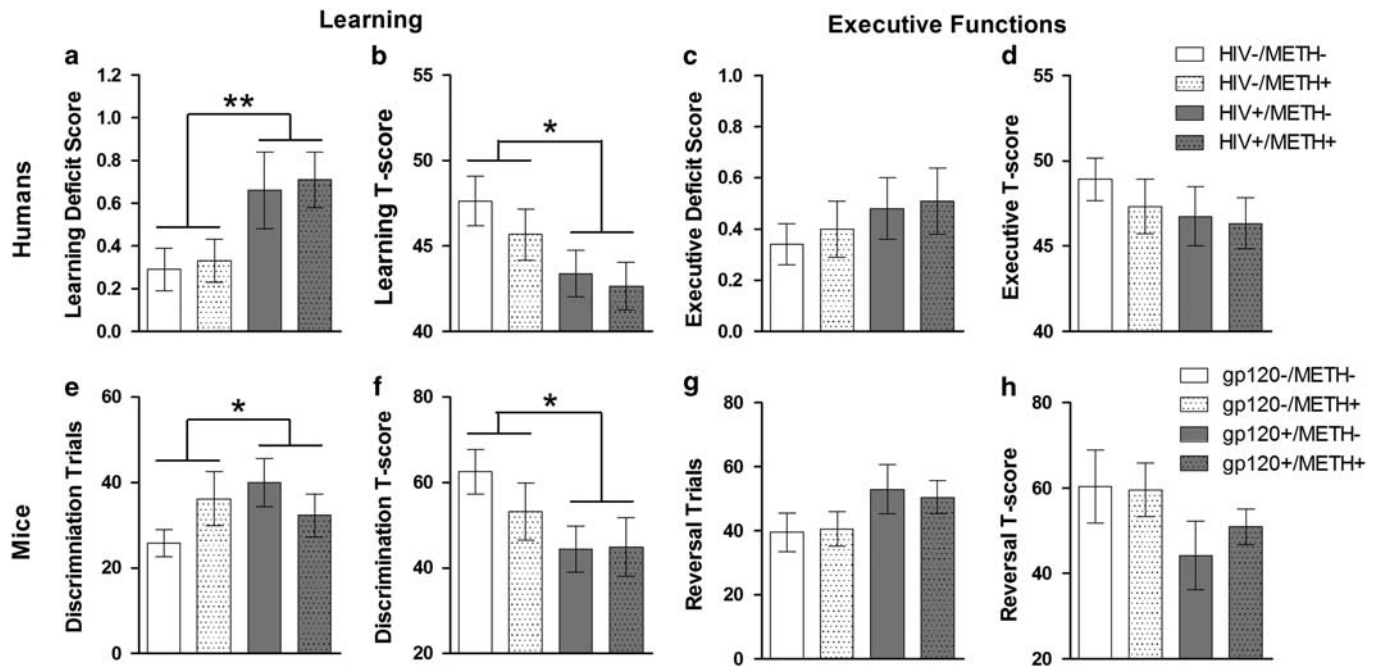 Learning
Executive Functions
Humans
a
Learning Deficit Score
1.2
1.0
0.8
0.6
0.4
0.2
0.0
**
b
Learning T-score
55
50
45
40
*
c
Executive Deficit Score
1.0
0.8
0.6
0.4
0.2
0.0
d
Executive T-score
55
50
45
40
HIV-/METH-
HIV-/METH+
HIV+/METH-
HIV+/METH+
Mice
e
Discrimination Trials
60
40
20
0
*
f
Discrimination T-score
80
60
40
20
*
g
Reversal Trials
80
60
40
20
0
h
Reversal T-score
80
60
40
20
gp120-/METH-
gp120-/METH+
gp120+/METH-
gp120+/METH+